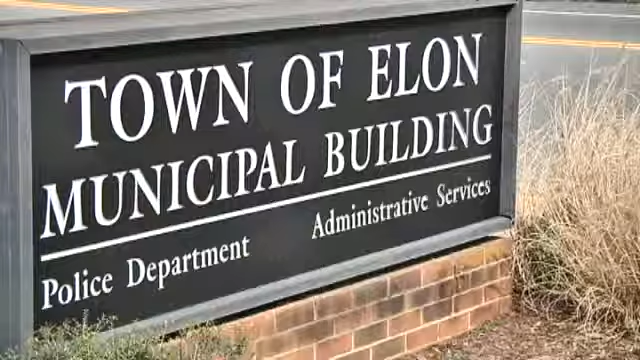 TOWN OF ELON
MUNICIPAL BUILDING
Police Department Administrative Services